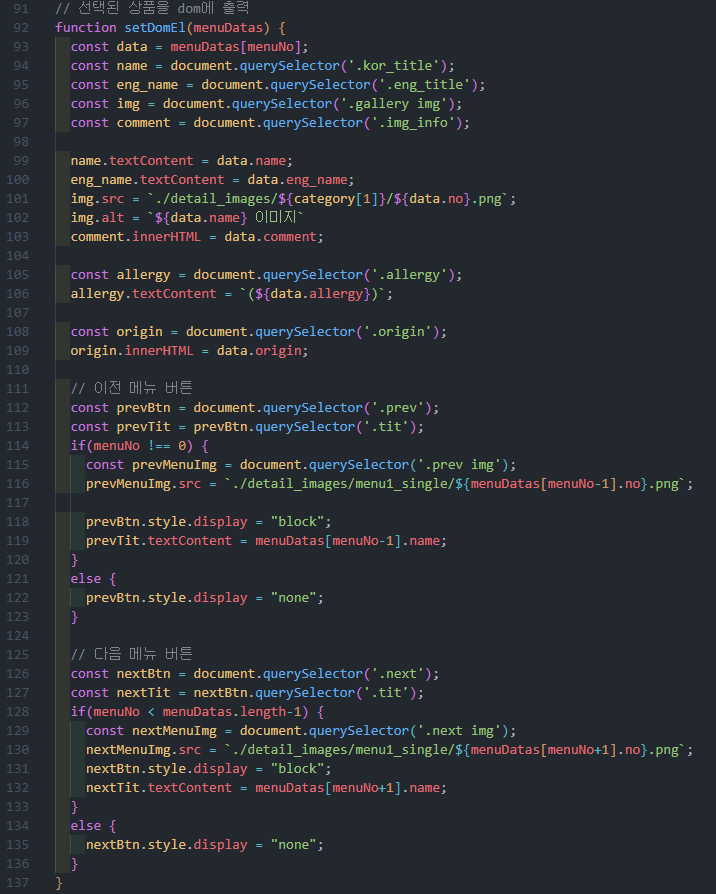 91 // 선택된 상품을 dom에 출력
92 function setDomEl(menuDatas) {
93   const data = menuDatas[menuNo];
94   const name = document.querySelector('.kor_title');
95   const eng_name = document.querySelector('.eng_title');
96   const img = document.querySelector('.gallery img');
97   const comment = document.querySelector('.img_info');
98
99   name.textContent = data.name;
100   eng_name.textContent = data.eng_name;
101   img.src = `./detail_images/${category[1]}/${data.no}.png`;
102   img.alt = `${data.name} 이미지`
103   comment.innerHTML = data.comment;
104
105   const allergy = document.querySelector('.allergy');
106   allergy.textContent = `(${data.allergy})`;
107
108   const origin = document.querySelector('.origin');
109   origin.innerHTML = data.origin;
110
111   // 이전 메뉴 버튼
112   const prevBtn = document.querySelector('.prev');
113   const prevTit = prevBtn.querySelector('.tit');
114   if(menuNo !== 0) {
115     const prevMenuImg = document.querySelector('.prev img');
116     prevMenuImg.src = `./detail_images/menu1_single/${menuDatas[menuNo-1].no}.png`;
117
118     prevBtn.style.display = "block";
119     prevTit.textContent = menuDatas[menuNo-1].name;
120   }
121   else {
122     prevBtn.style.display = "none";
123   }
124
125   // 다음 메뉴 버튼
126   const nextBtn = document.querySelector('.next');
127   const nextTit = nextBtn.querySelector('.tit');
128   if(menuNo < menuDatas.length-1) {
129     const nextMenuImg = document.querySelector('.next img');
130     nextMenuImg.src = `./detail_images/menu1_single/${menuDatas[menuNo+1].no}.png`;
131     nextBtn.style.display = "block";
132     nextTit.textContent = menuDatas[menuNo+1].name;
133   }
134   else {
135     nextBtn.style.display = "none";
136   }
137 }